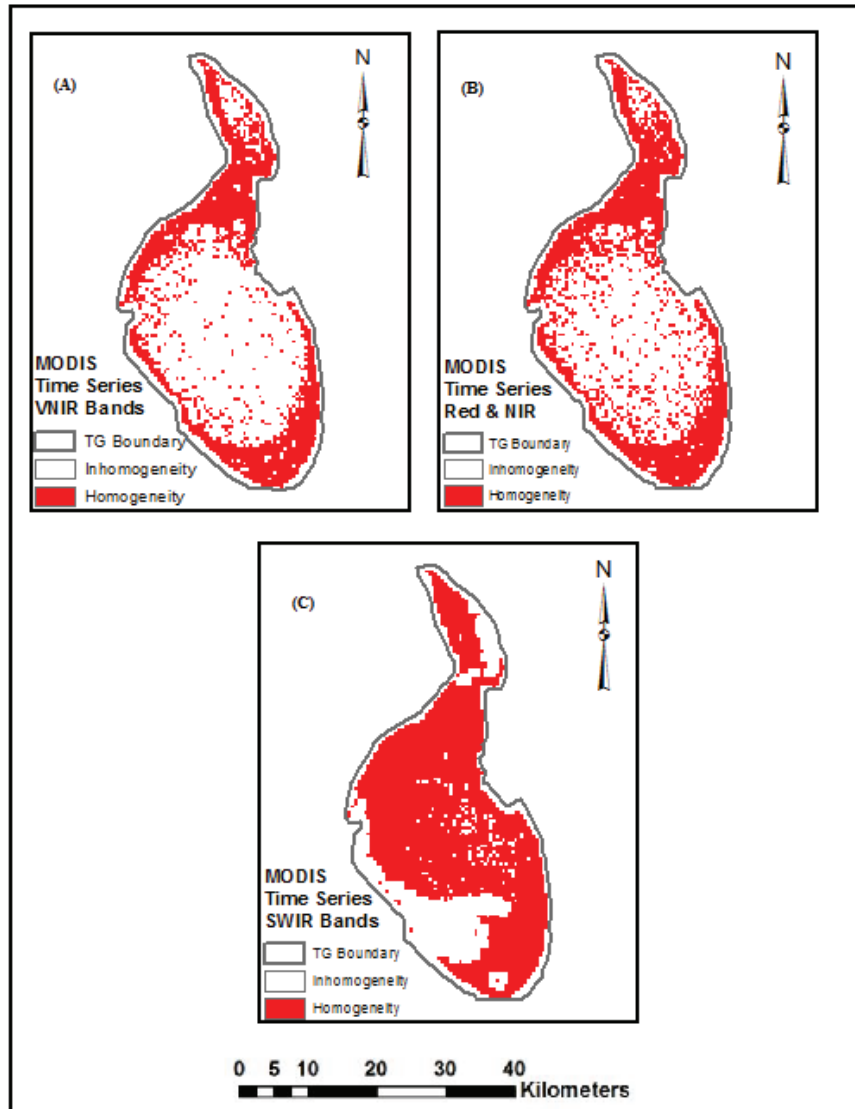 (A)
N
MODIS
Time Series
VNIR Bands
TG Boundary
Inhomogeneity
Homogeneity
(B)
N
MODIS
Time Series
Red & NIR
TG Boundary
Inhomogeneity
Homogeneity
(C)
N
MODIS
Time Series
SWIR Bands
TG Boundary
Inhomogeneity
Homogeneity
0 5 10 20 30 40
Kilometers